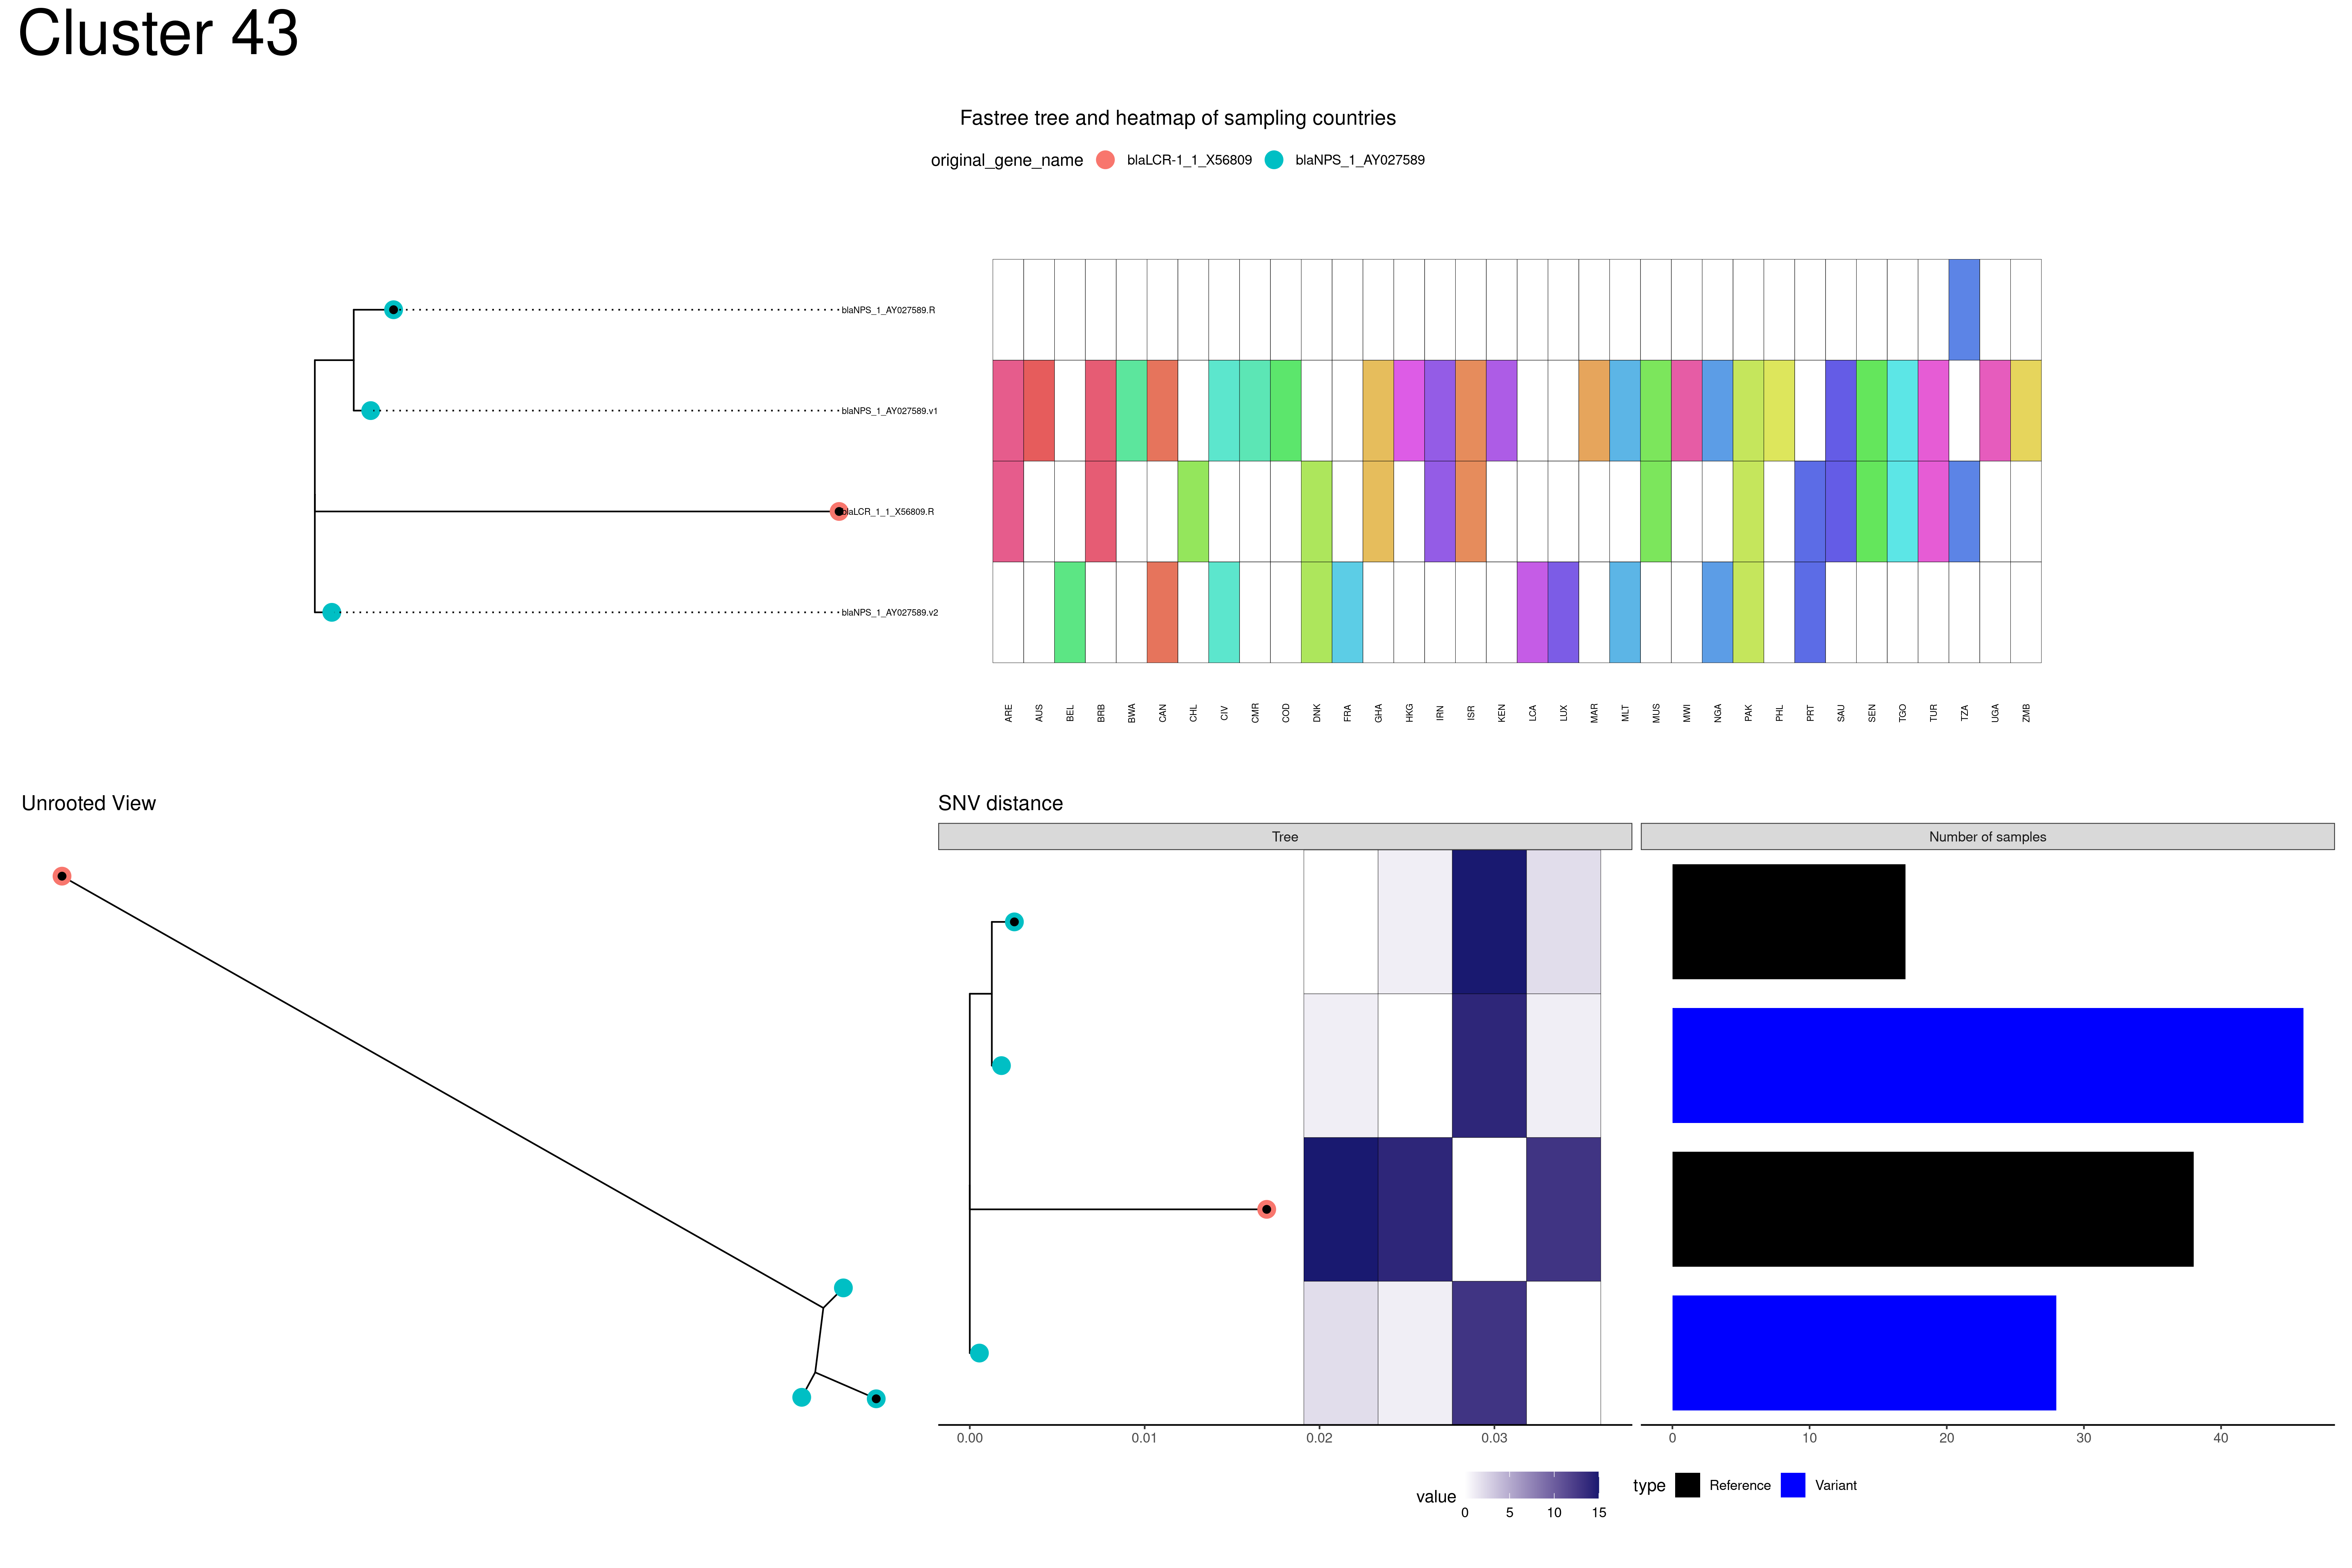 Cluster 43
Fastree tree and heatmap of sampling countries
original_gene_name blaLCR-1_1_X56809 blaNPS_1_AY027589
blaNPS_1_AY027589.R
blaNPS_1_AY027589.v1
blaLCR_1_1_X56809.R
blaNPS_1_AY027589.v2
ARE AUS BEL BRB BWA CAN CHL CIV CMR COD DNK FRA GHA HKG IRN ISR KEN LCA LUX MAR MLT MUS MWI NGA PAK PHL PRT SAU SEN TGO TUR TZA UGA ZMB
Unrooted View
SNV distance
Tree Number of samples
0.00 0.01 0.02 0.03 0 10 20 30 40
value 0 5 10 15 type Reference Variant